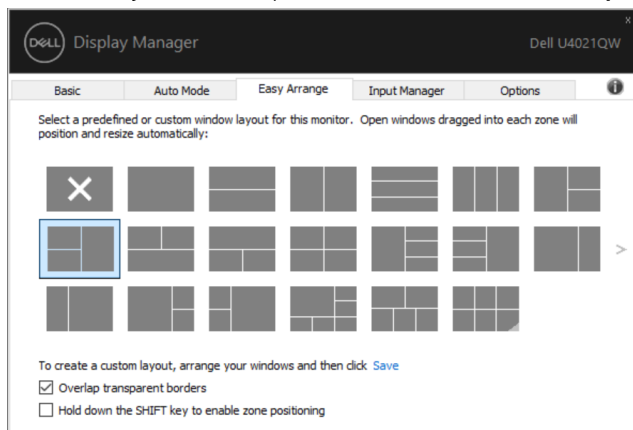 DELL Display Manager
Dell U4021QW
x
Basic Auto Mode Easy Arrange Input Manager Options i
Select a predefined or custom window layout for this monitor. Open windows dragged into each zone will
position and resize automatically:
>
To create a custom layout, arrange your windows and then click Save
Overlap transparent borders
Hold down the SHIFT key to enable zone positioning